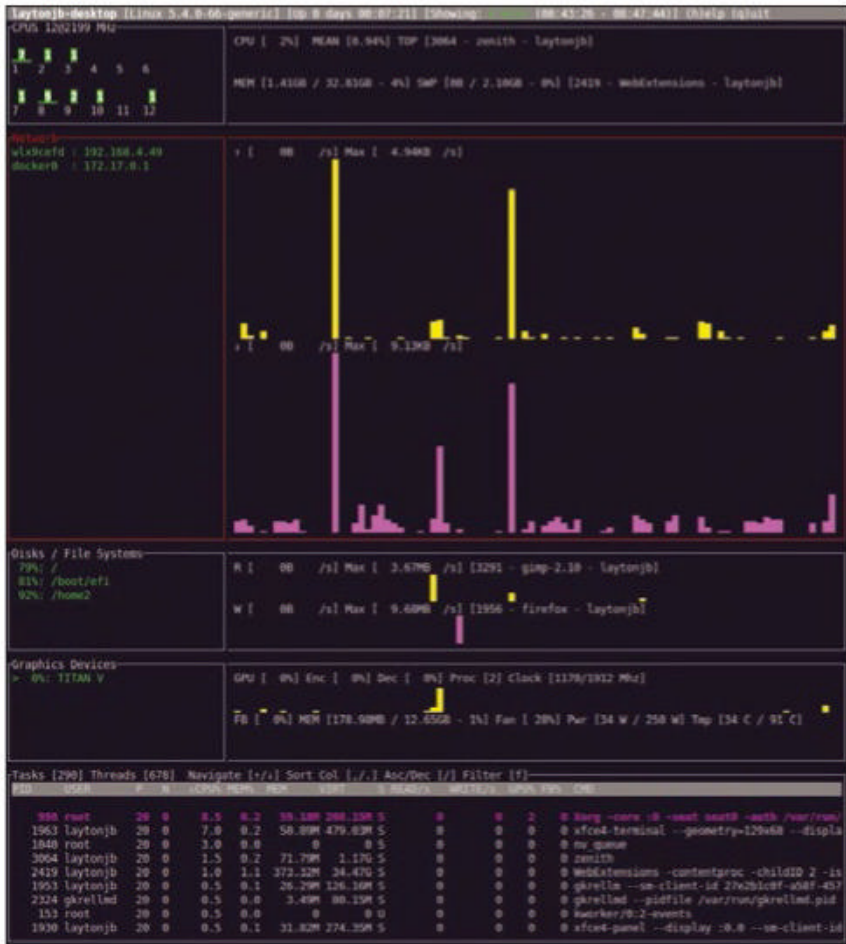 laytonjb-desktop [Linux 5.4.0-66-generic] [Up 0 days 00:07:21] [Showing: (08:43:26 - 08:47:44)] (h)elp (q)uit
CPUS 1202199 MHz
CPU [ 2%] MEAN [0.94%] TOP [3064 - zenith - laytonjb]
1 2 3 4 5 6
MEM [1.41GB / 32.81GB - 4%] SWP [0B / 2.10GB - 0%] [2419 - WebExtensions - laytonjb]
7 8 9 10 11 12
Network
wlx9cefd : 192.168.4.49
docker0 : 172.17.0.1
↑ [ 0B /s] Max [ 4.94KB /s]
↓ [ 0B /s] Max [ 9.13KB /s]
Disks / File Systems
79%: /
81%: /boot/efi
92%: /home2
R [ 0B /s] Max [ 3.67MB /s] [3291 - gimp-2.10 - laytonjb]
W [ 0B /s] Max [ 9.60MB /s] [1956 - firefox - laytonjb]
Graphics Devices
> 0%: TITAN V
GPU [ 0%] Enc [ 0%] Dec [ 0%] Proc [2] Clock [1170/1912 Mhz]
FB [ 0%] MEM [178.98MB / 12.65GB - 1%] Fan [ 28%] Pwr [34 W / 250 W] Tmp [34 C / 91 C]
Tasks [290] Threads [678] Navigate [↑/↓] Sort Col [,/.] Asc/Dec [/] Filter [f]
PID USER P N ↓CPU% MEM% MEM VIRT S READ/s WRITE/s GPU% FB% CMD
998 root 20 0 8.5 0.2 59.18M 260.15M S 0 0 2 0 Xorg -core :0 -seat seat0 -auth /var/run/
1963 laytonjb 20 0 7.0 0.2 50.89M 479.03M S 0 0 0 0 xfce4-terminal --geometry=129x60 --displa
1040 root 20 0 3.0 0.0 0 0 S 0 0 0 0 nv_queue
3064 laytonjb 20 0 1.5 0.2 71.79M 1.17G S 0 0 0 0 zenith
2419 laytonjb 20 0 1.0 1.1 373.32M 34.47G S 0 0 0 0 WebExtensions -contentproc -childID 2 -is
1953 laytonjb 20 0 0.5 0.1 26.29M 126.16M S 0 0 0 0 gkrellm --sm-client-id 27e2b1c0f-a58f-457
2324 gkrellmd 20 0 0.5 0.0 3.49M 80.15M S 0 0 0 0 gkrellmd --pidfile /var/run/gkrellmd.pid
153 root 20 0 0.5 0.0 0 0 U 0 0 0 0 kworker/0:2-events
1930 laytonjb 20 0 0.5 0.1 31.82M 274.35M S 0 0 0 0 xfce4-panel --display :0.0 --sm-client-id